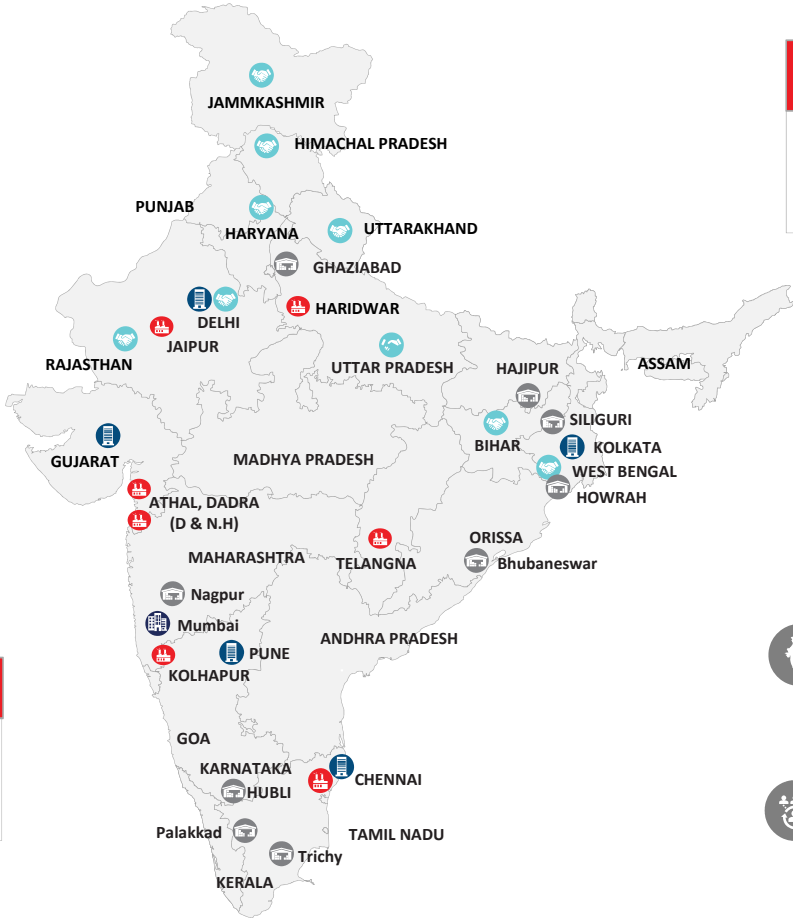 JAMMKASHMIR
HIMACHAL PRADESH
PUNJAB
HARYANA
UTTARAKHAND
GHAZIABAD
HARIDWAR
DELHI
JAIPUR
RAJASTHAN
UTTAR PRADESH
HAJIPUR
ASSAM
SILIGURI
BIHAR
KOLKATA
GUJARAT
MADHYA PRADESH
WEST BENGAL
HOWRAH
ATHAL, DADRA
(D & N.H)
ORISSA
MAHARASHTRA
TELANGNA
Bhubaneswar
Nagpur
Mumbai
ANDHRA PRADESH
PUNE
KOLHAPUR
GOA
KARNATAKA
CHENNAI
HUBLI
Palakkad
TAMIL NADU
Trichy
KERALA